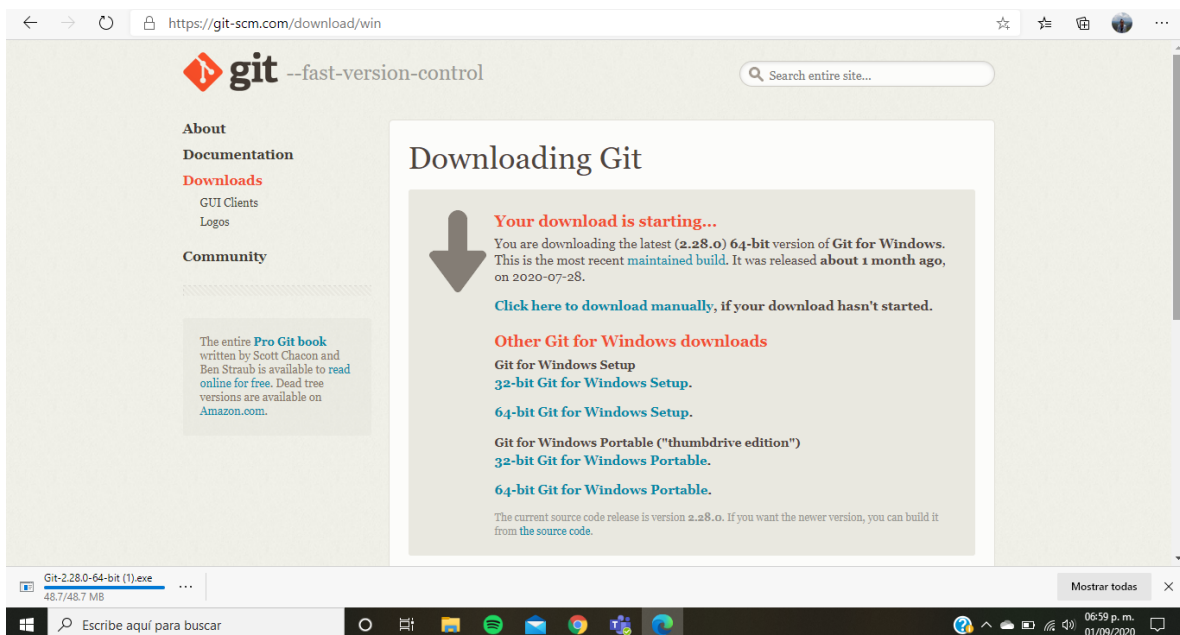 https://git-scm.com/download/win
git --fast-version-control
Search entire site...
About
Documentation
Downloads
GUI Clients
Logos
Community
The entire Pro Git book
written by Scott Chacon and
Ben Straub is available to read
online for free. Dead tree
versions are available on
Amazon.com.
Downloading Git
Your download is starting...
You are downloading the latest (2.28.0) 64-bit version of Git for Windows.
This is the most recent maintained build. It was released about 1 month ago,
on 2020-07-28.
Click here to download manually, if your download hasn't started.
Other Git for Windows downloads
Git for Windows Setup
32-bit Git for Windows Setup.
64-bit Git for Windows Setup.
Git for Windows Portable ("thumbdrive edition")
32-bit Git for Windows Portable.
64-bit Git for Windows Portable.
The current source code release is version 2.28.0. If you want the newer version, you can build it
from the source code.
Git-2.28.0-64-bit (1).exe
48.7/48.7 MB
Mostrar todas
Escribe aquí para buscar
06:59 p. m.
01/09/2020